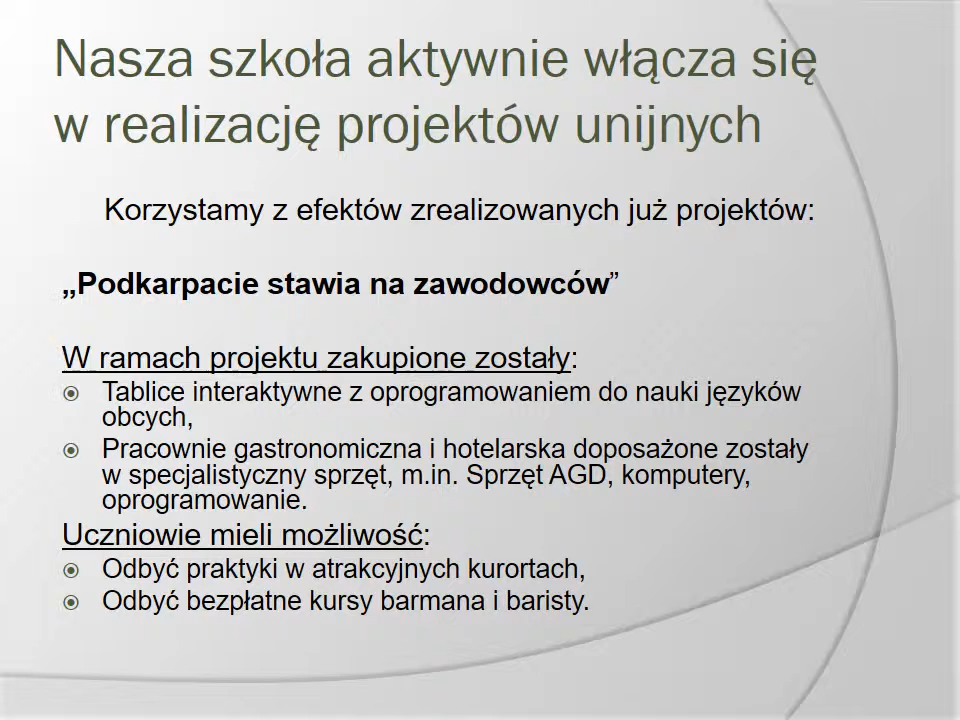 Nasza szkoła aktywnie włącza się
w realizację projektów unijnych
Korzystamy z efektów zrealizowanych już projektów:
„Podkarpacie stawia na zawodowców”
W ramach projektu zakupione zostały:
Tablice interaktywne z oprogramowaniem do nauki języków
obcych,
Pracownie gastronomiczna i hotelarska doposażone zostały
w specjalistyczny sprzęt, m.in. Sprzęt AGD, komputery,
oprogramowanie.
Uczniowie mieli możliwość:
Odbyć praktyki w atrakcyjnych kurortach,
Odbyć bezpłatne kursy barmana i baristy.